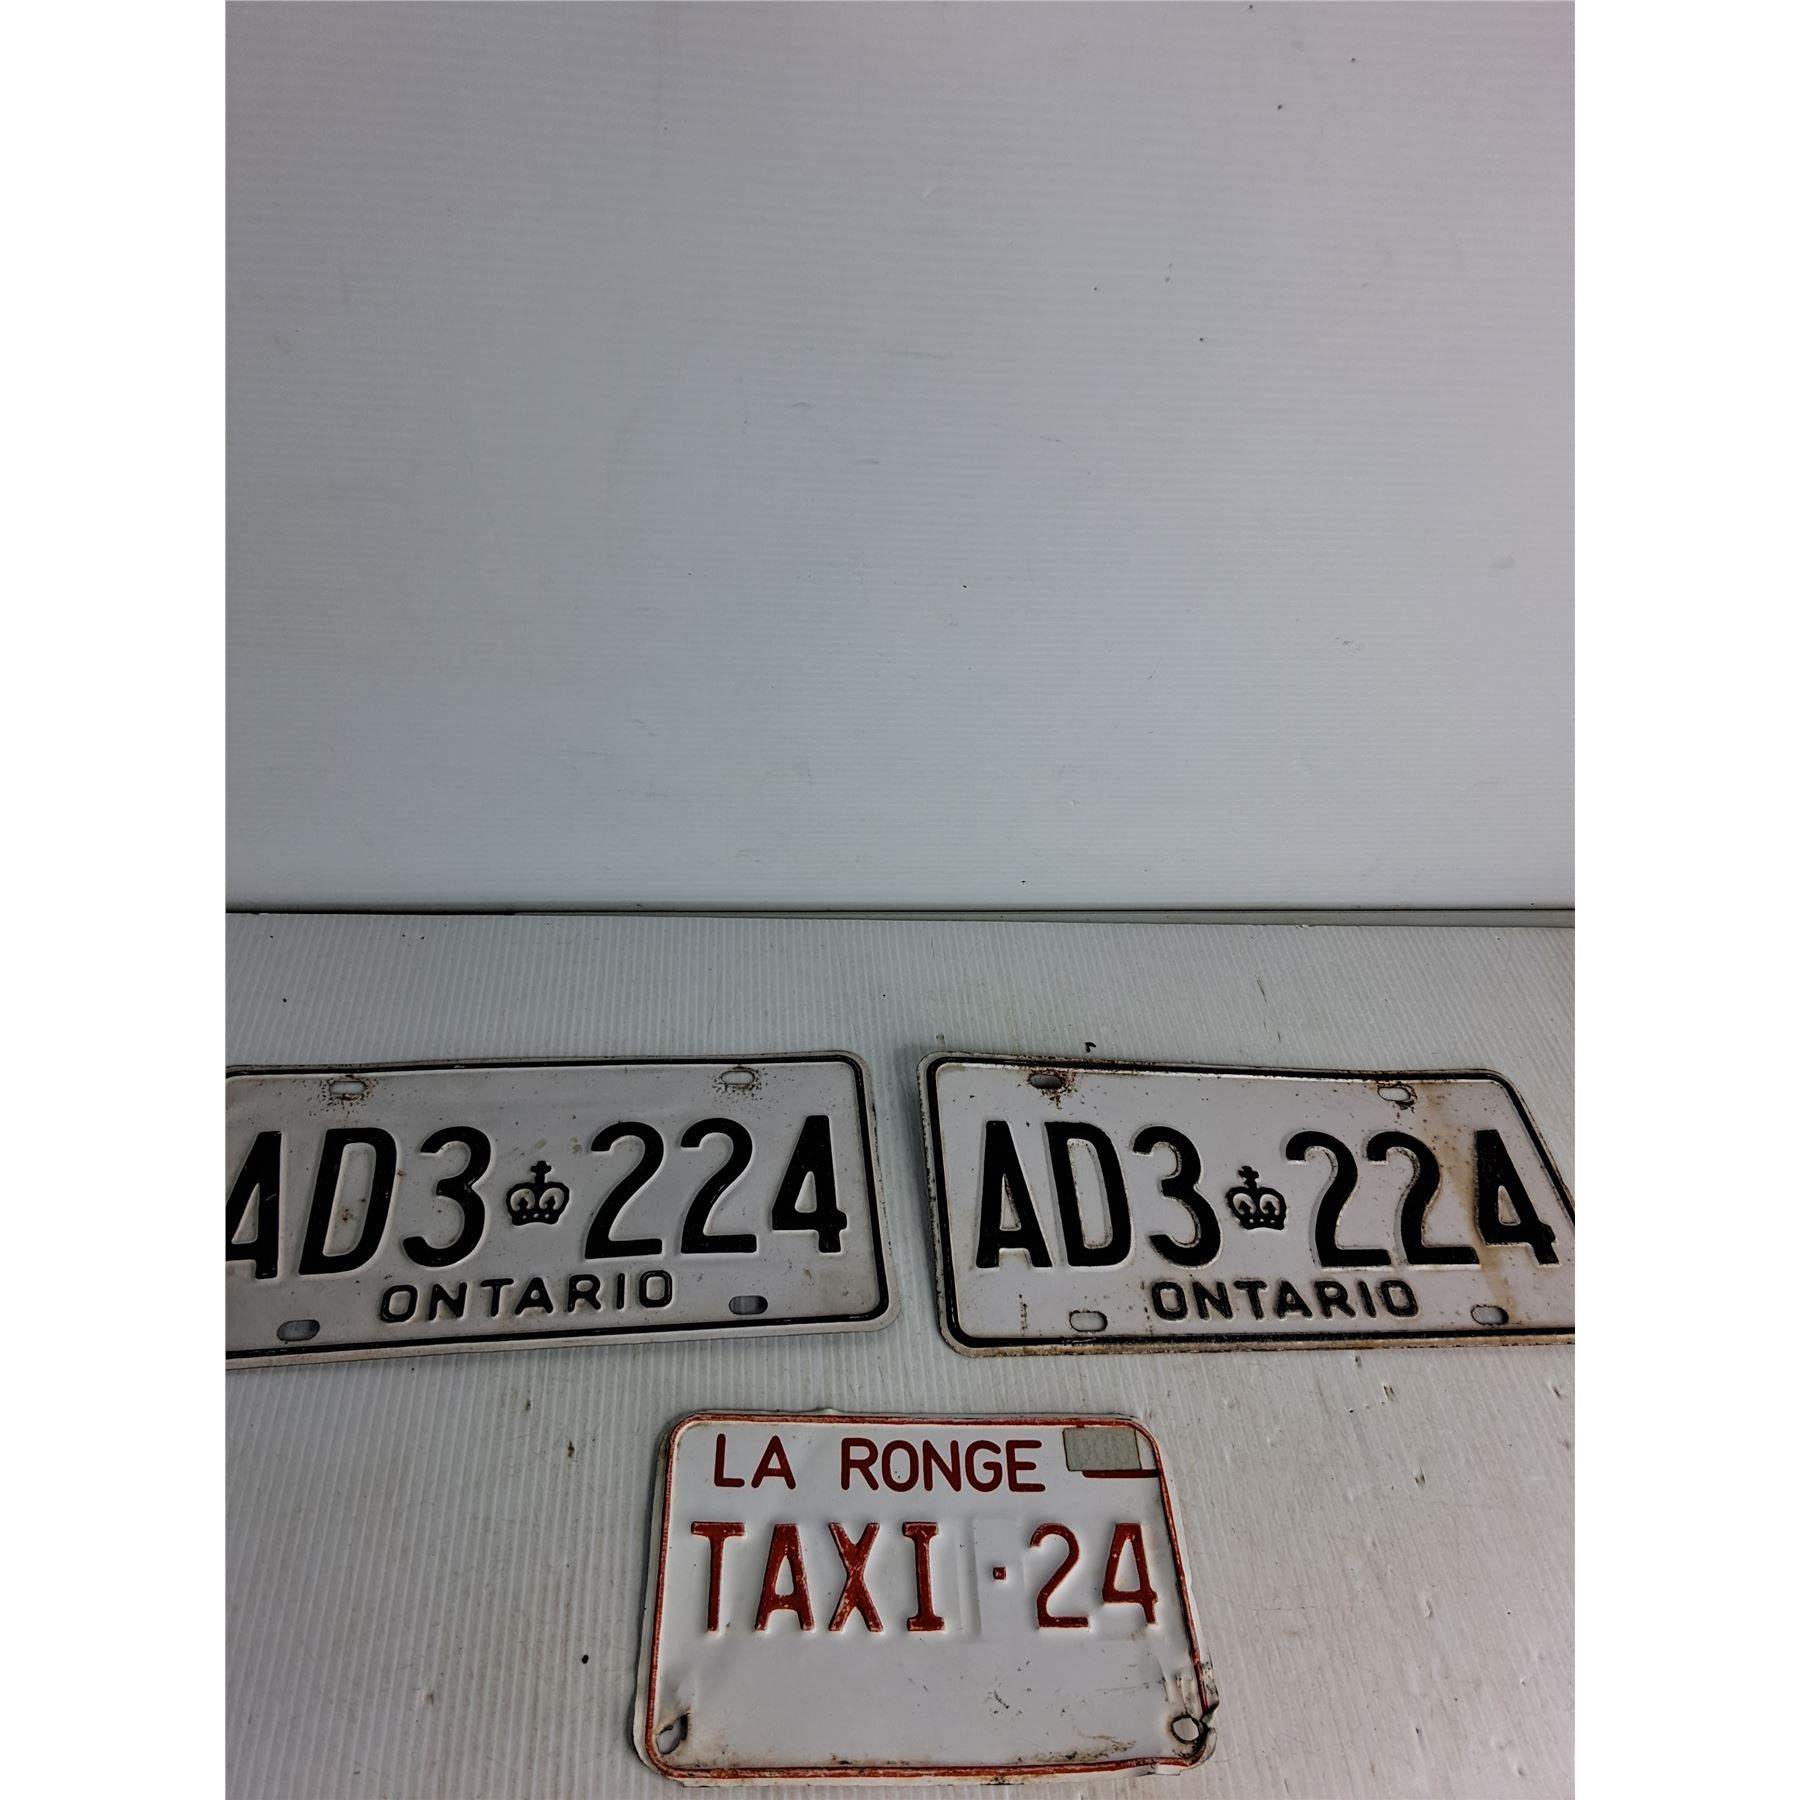 AD3 224
ONTARIO
AD3 224
ONTARIO
LA RONGE
TAXI · 24